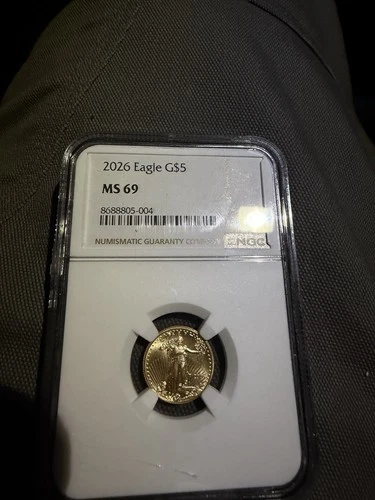 2026 Eagle G$5
MS 69
8688805-004
NUMISMATIC GUARANTY COMPANY NGC